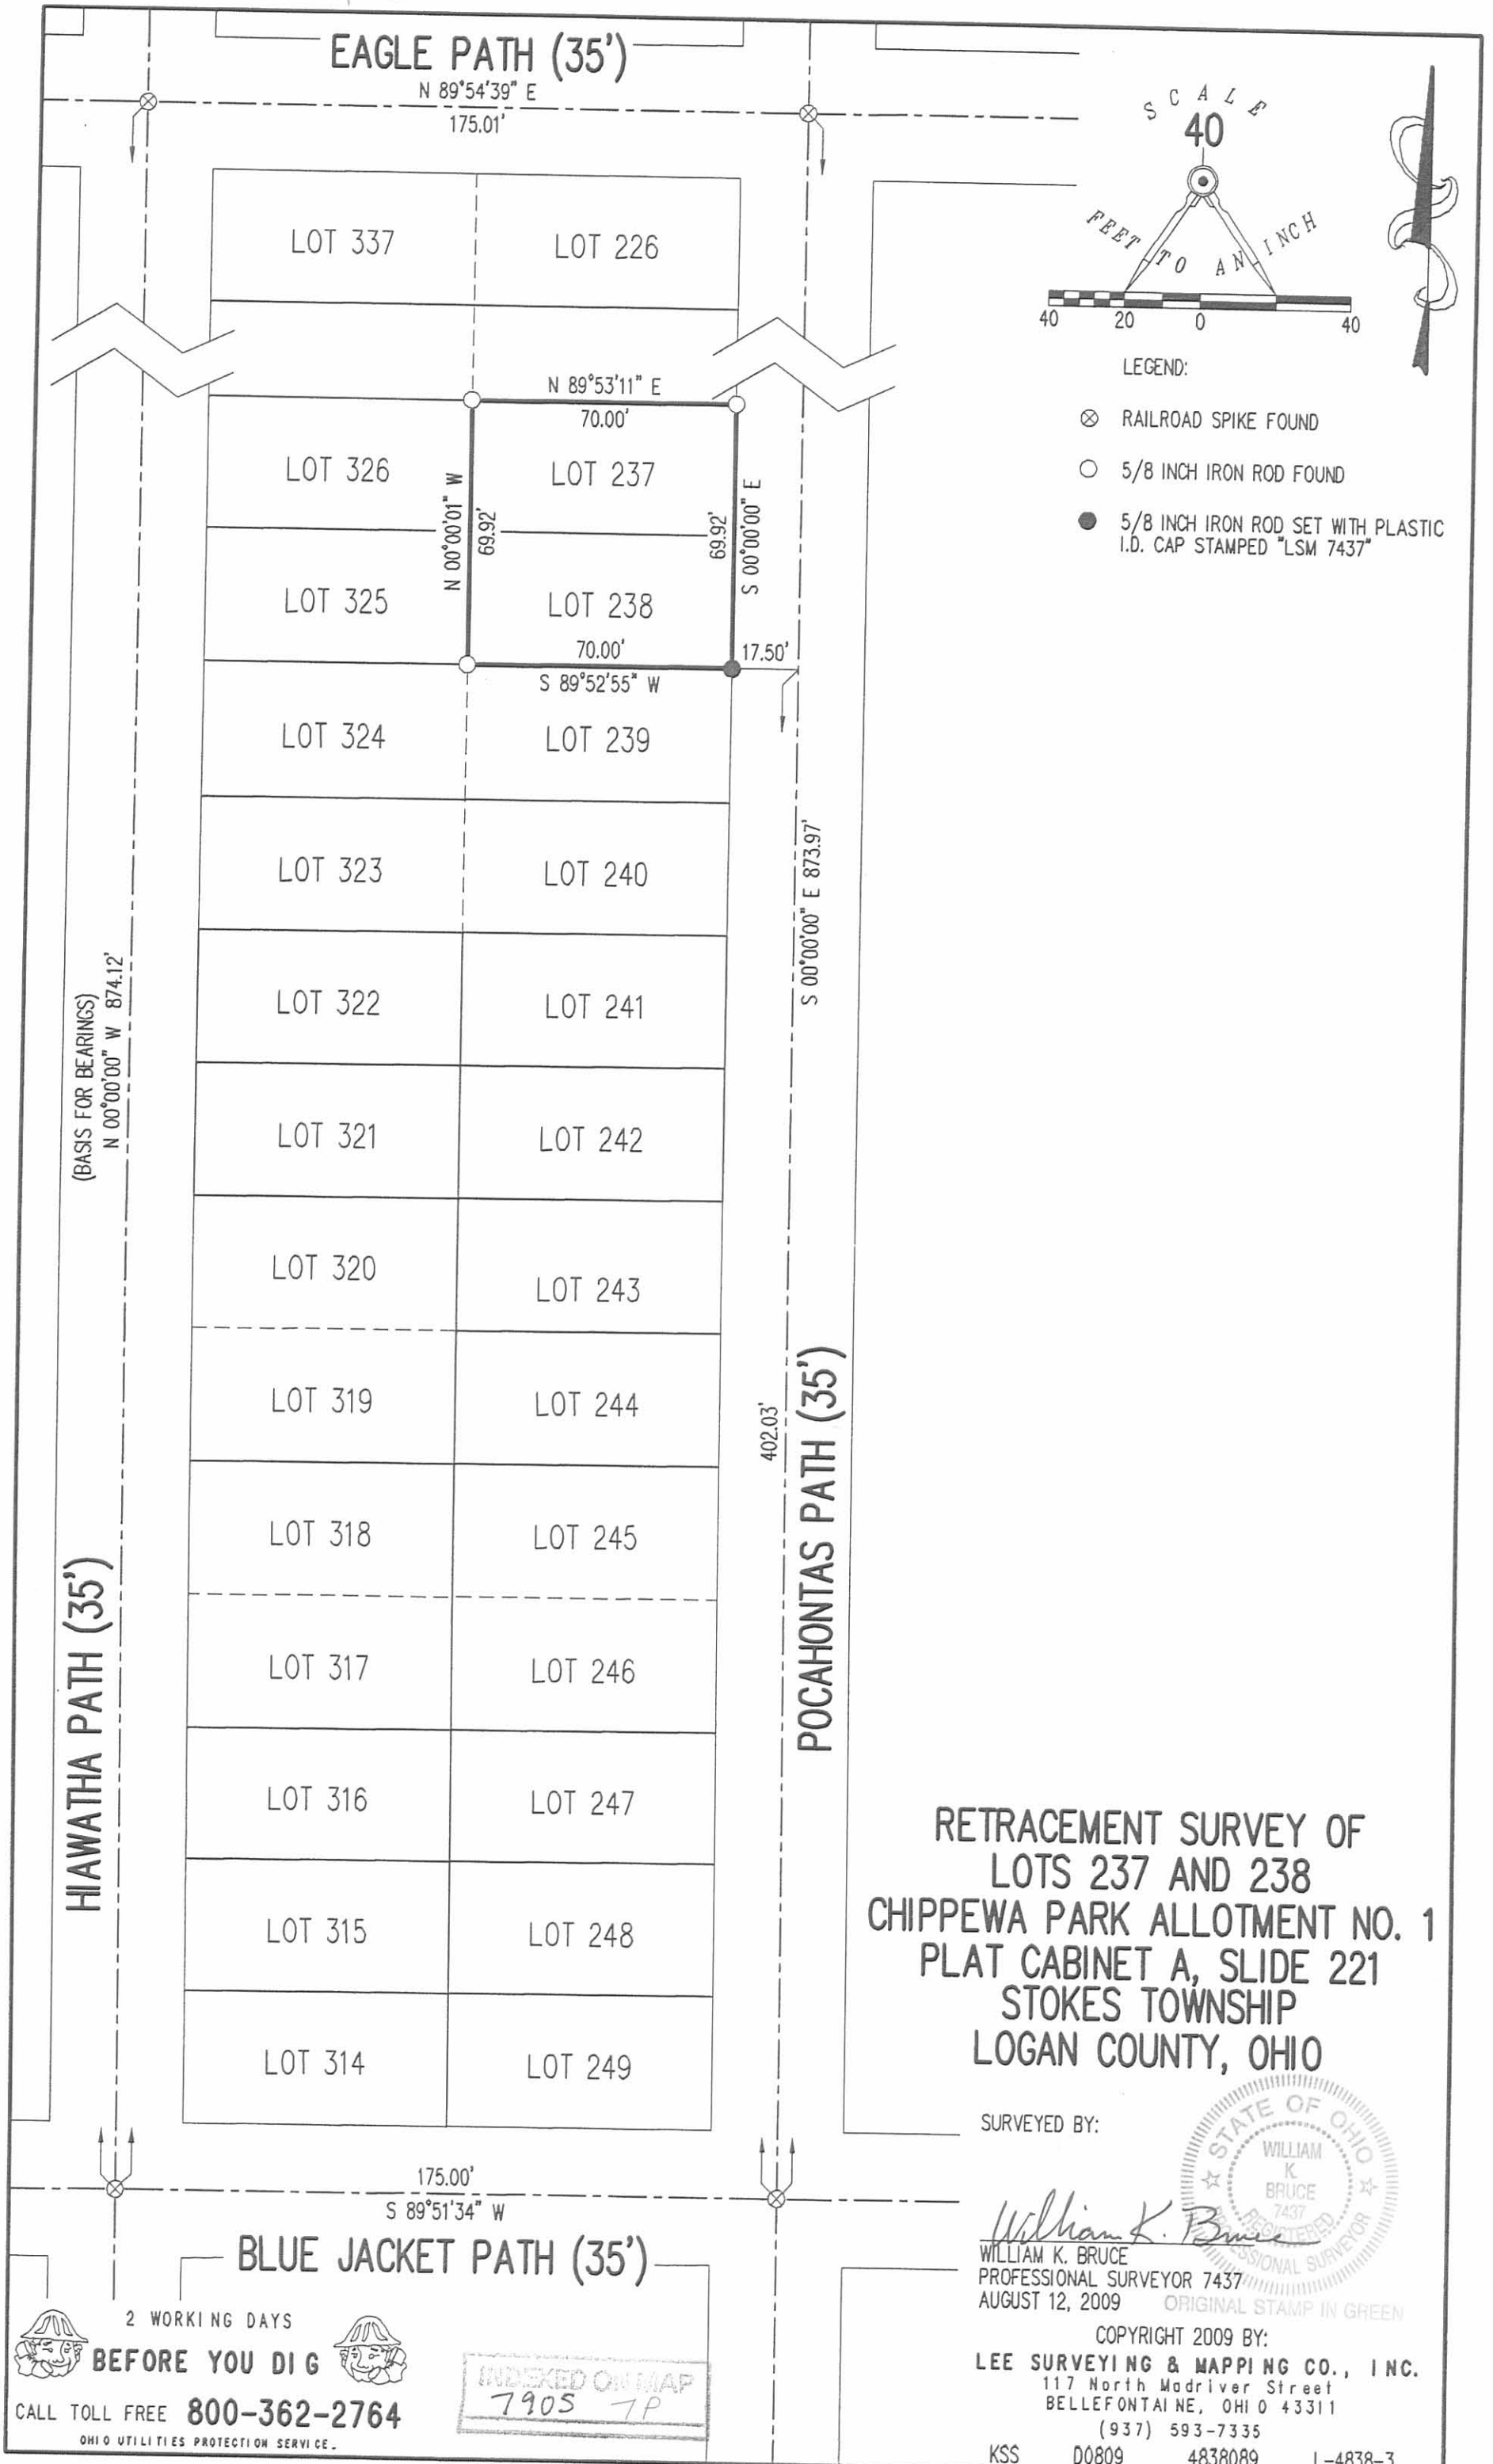 EAGLE PATH (35')
N 89°54'39" E
175.01'
SCALE
40
FEET TO AN INCH
40 20 0 40
LEGEND:
RAILROAD SPIKE FOUND
5/8 INCH IRON ROD FOUND
5/8 INCH IRON ROD SET WITH PLASTIC
I.D. CAP STAMPED "LSM 7437"
LOT 337
LOT 226
N 89°53'11" E
70.00'
LOT 326
LOT 237
N 00°00'01" W
69.92'
69.92'
S 00°00'00" E
LOT 325
LOT 238
70.00'
17.50'
S 89°52'55" W
LOT 324
LOT 239
LOT 323
LOT 240
S 00°00'00" E 873.97'
LOT 322
LOT 241
(BASIS FOR BEARINGS)
N 00°00'00" W 874.12'
LOT 321
LOT 242
LOT 320
LOT 243
LOT 319
LOT 244
402.03'
POCAHONTAS PATH (35')
LOT 318
LOT 245
HIAWATHA PATH (35')
LOT 317
LOT 246
LOT 316
LOT 247
LOT 315
LOT 248
LOT 314
LOT 249
175.00'
S 89°51'34" W
BLUE JACKET PATH (35')
2 WORKING DAYS
BEFORE YOU DIG
CALL TOLL FREE 800-362-2764
OHIO UTILITIES PROTECTION SERVICE.
INDEXED ON MAP
7905 7P
RETRACEMENT SURVEY OF
LOTS 237 AND 238
CHIPPEWA PARK ALLOTMENT NO. 1
PLAT CABINET A, SLIDE 221
STOKES TOWNSHIP
LOGAN COUNTY, OHIO
SURVEYED BY:
STATE OF OHIO
WILLIAM
K.
BRUCE
7437
REGISTERED
PROFESSIONAL SURVEYOR
William K. Bruce
WILLIAM K. BRUCE
PROFESSIONAL SURVEYOR 7437
AUGUST 12, 2009
ORIGINAL STAMP IN GREEN
COPYRIGHT 2009 BY:
LEE SURVEYING & MAPPING CO., INC.
117 North Madriver Street
BELLEFONTAINE, OHIO 43311
(937) 593-7335
KSS D0809 4838089 L-4838-3